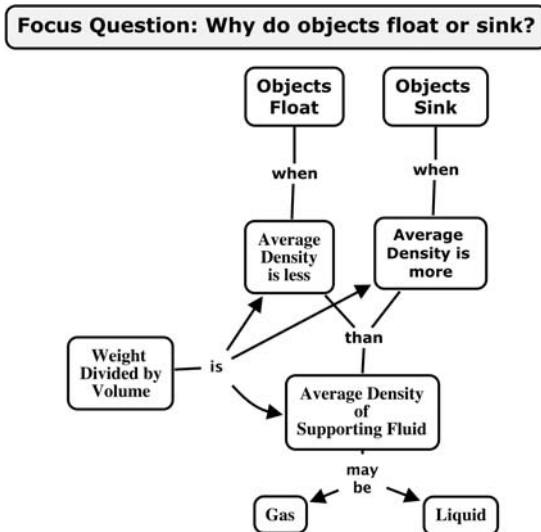 Focus Question: Why do objects float or sink?
Objects
Float
Objects
Sink
when
when
Average
Density
is less
Average
Density is
more
than
Weight
Divided by
Volume
is
Average Density
of
Supporting Fluid
may
be
Gas
Liquid